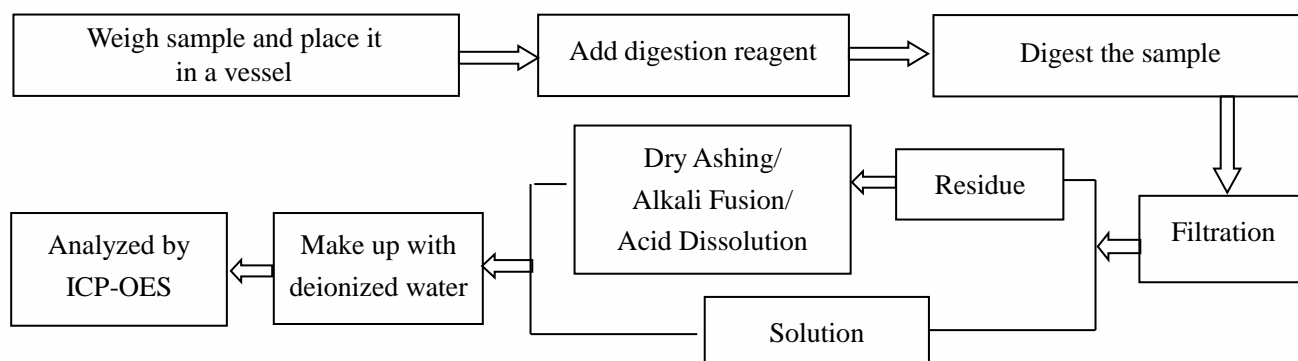 Weigh sample and place it
in a vessel
Add digestion reagent
Digest the sample
Filtration
Residue
Dry Ashing/
Alkali Fusion/
Acid Dissolution
Solution
Make up with
deionized water
Analyzed by
ICP-OES